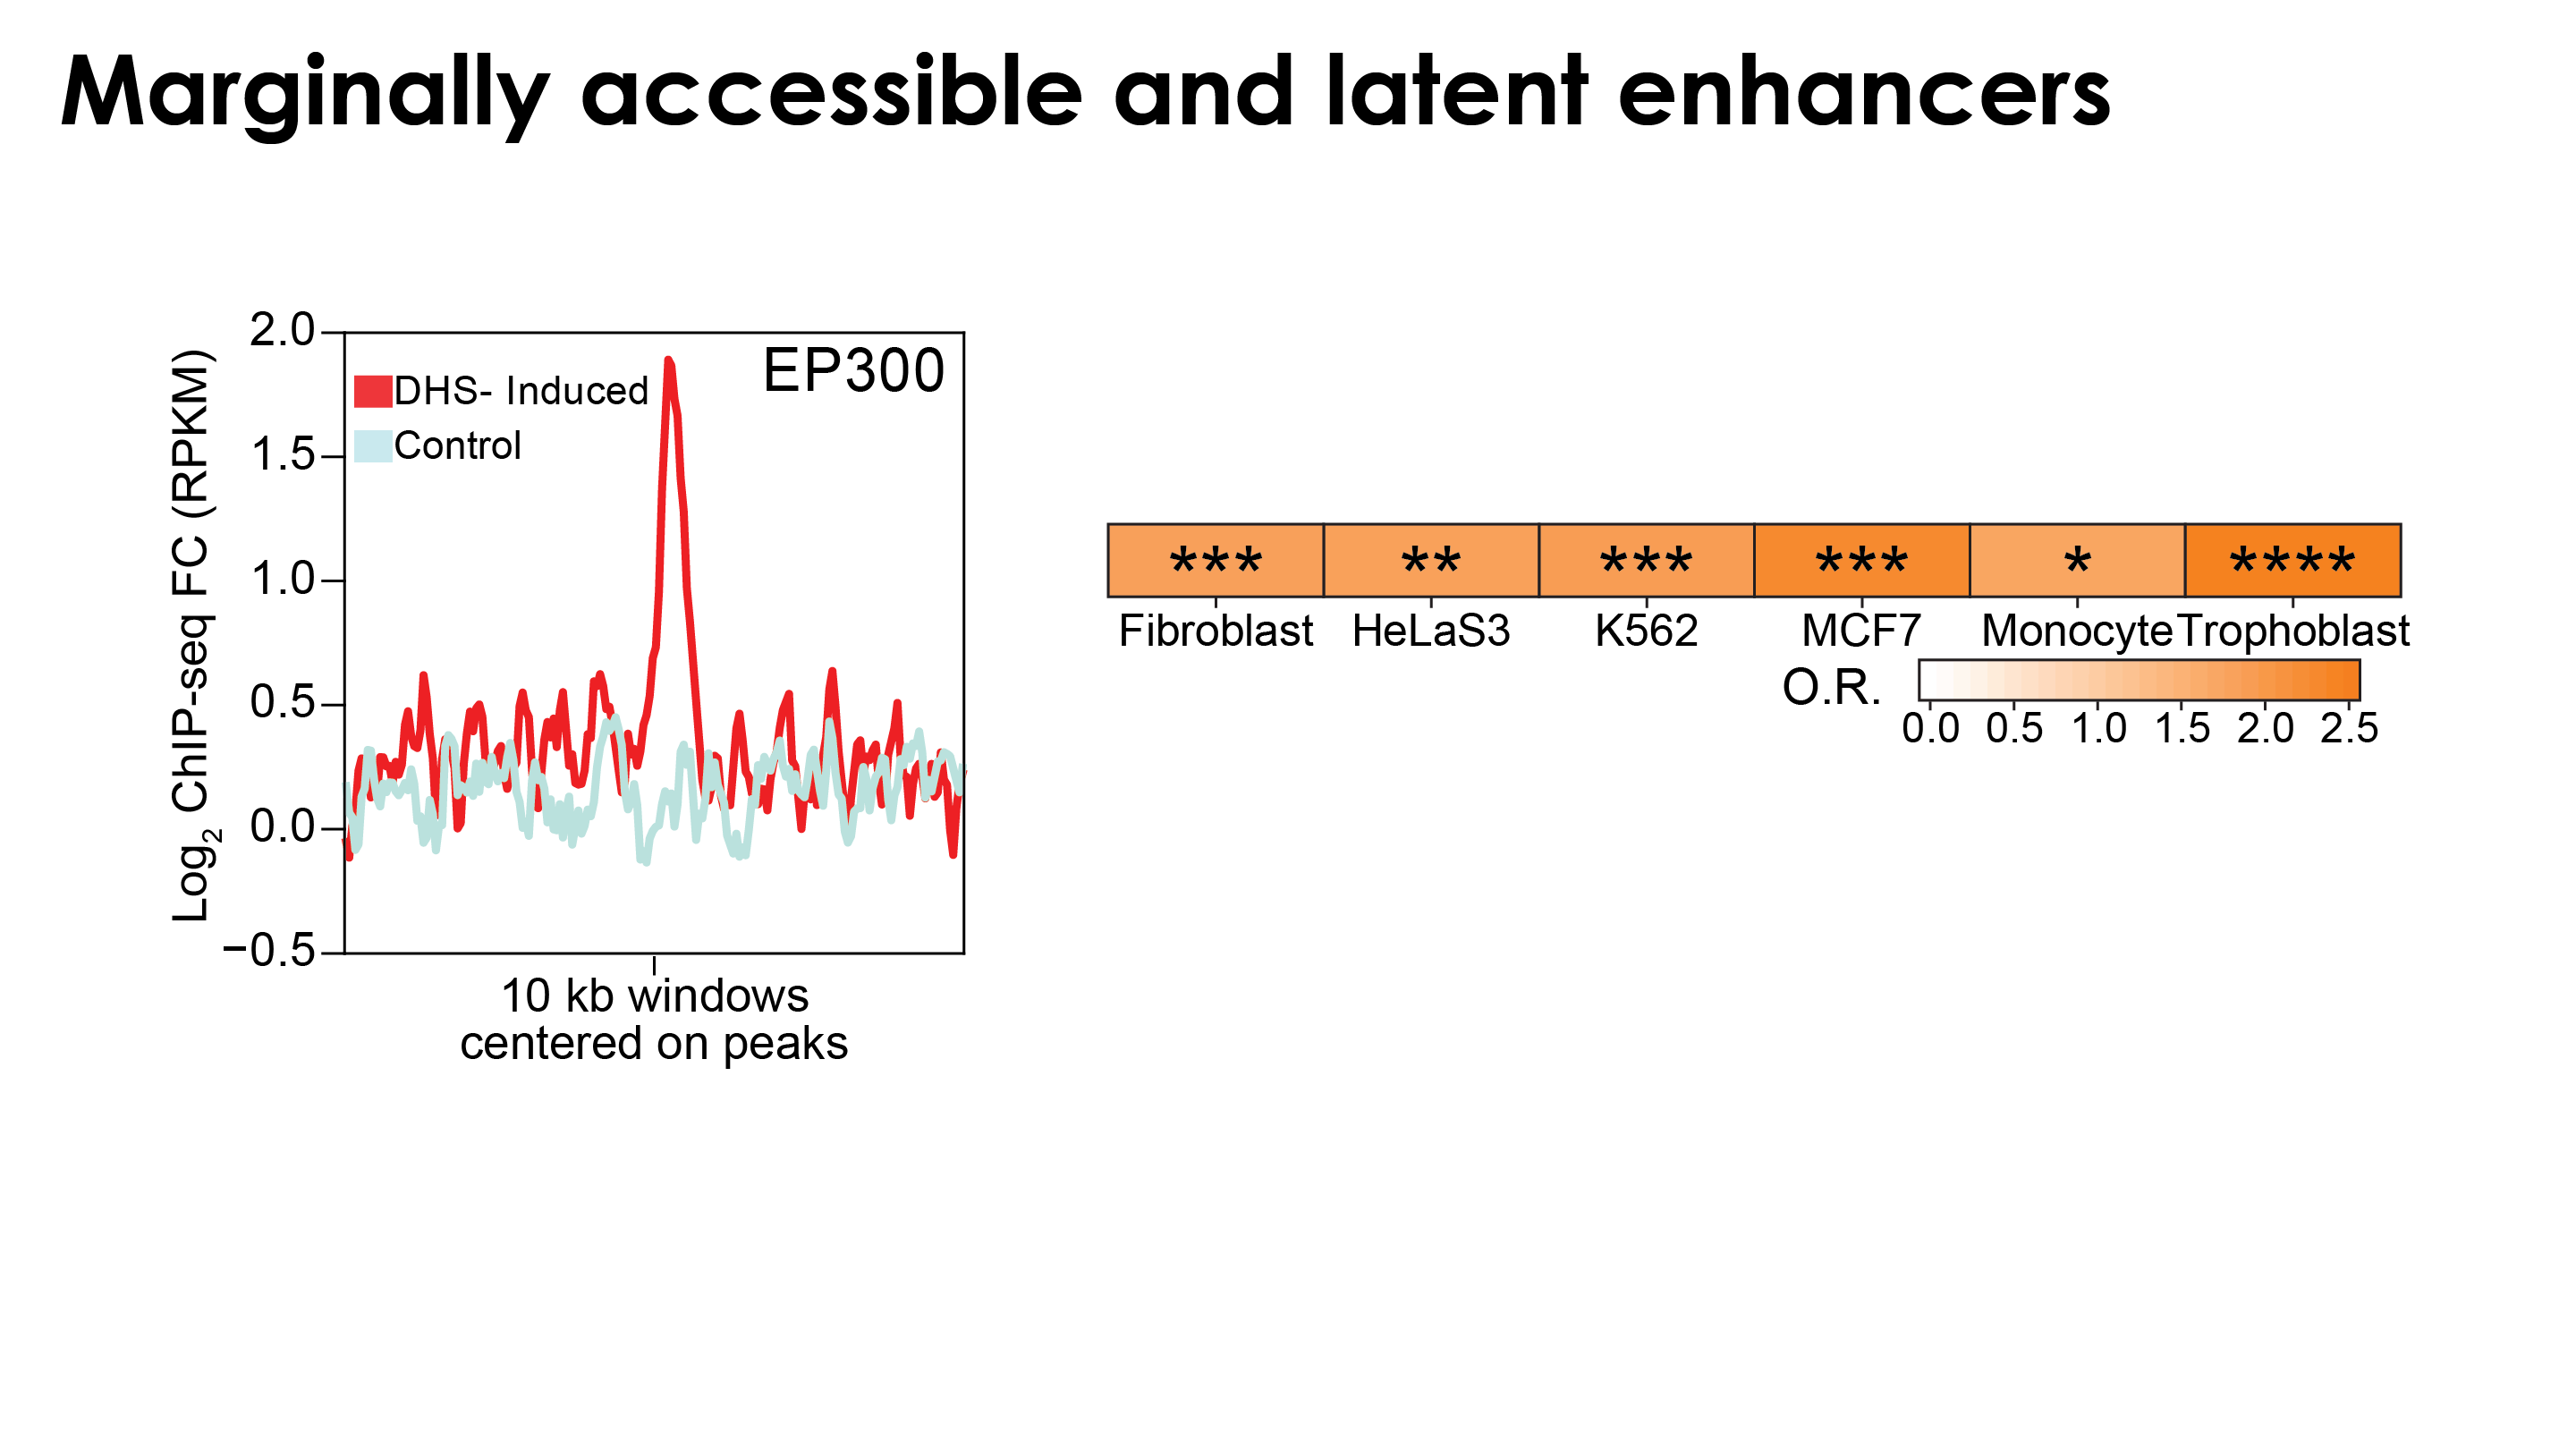 Marginally accessible and latent enhancers
2.0
1.5
1.0
0.5
0.0
−0.5
Log2 ChIP-seq FC (RPKM)
EP300
DHS- Induced
Control
10 kb windows
centered on peaks
*** ** *** *** * ****
Fibroblast HeLaS3 K562 MCF7 Monocyte Trophoblast
O.R.
0.0 0.5 1.0 1.5 2.0 2.5